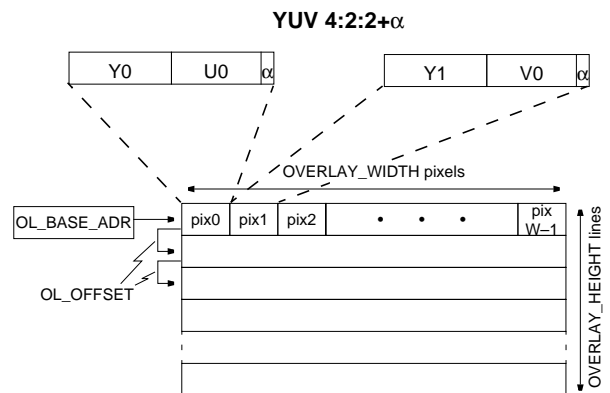 YUV 4:2:2+α
Y0 U0 α
Y1 V0 α
OVERLAY_WIDTH pixels
OL_BASE_ADR
pix0 pix1 pix2 • • • pix
W–1
OL_OFFSET
OVERLAY_HEIGHT lines